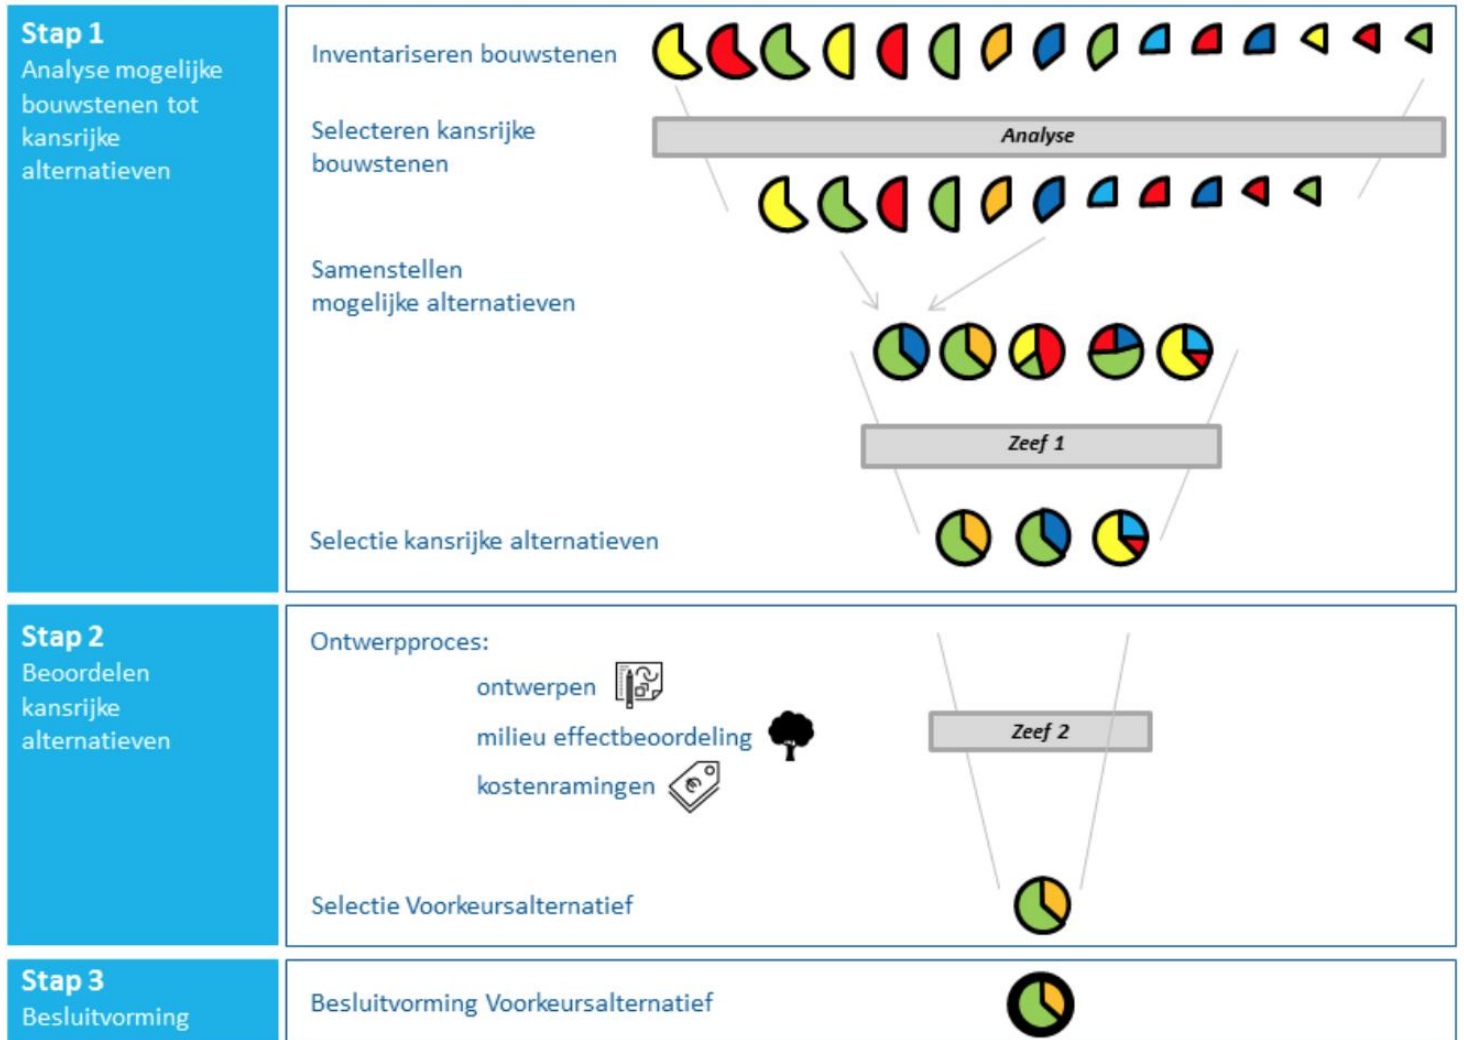 Stap 1
Analyse mogelijke
bouwstenen tot
kansrijke
alternatieven
Inventariseren bouwstenen
Selecteren kansrijke
bouwstenen
Analyse
Samenstellen
mogelijke alternatieven
Zeef 1
Selectie kansrijke alternatieven
Stap 2
Beoordelen
kansrijke
alternatieven
Ontwerpproces:
ontwerpen
milieu effectbeoordeling
kostenramingen
€
Zeef 2
Selectie Voorkeursalternatief
Stap 3
Besluitvorming
Besluitvorming Voorkeursalternatief